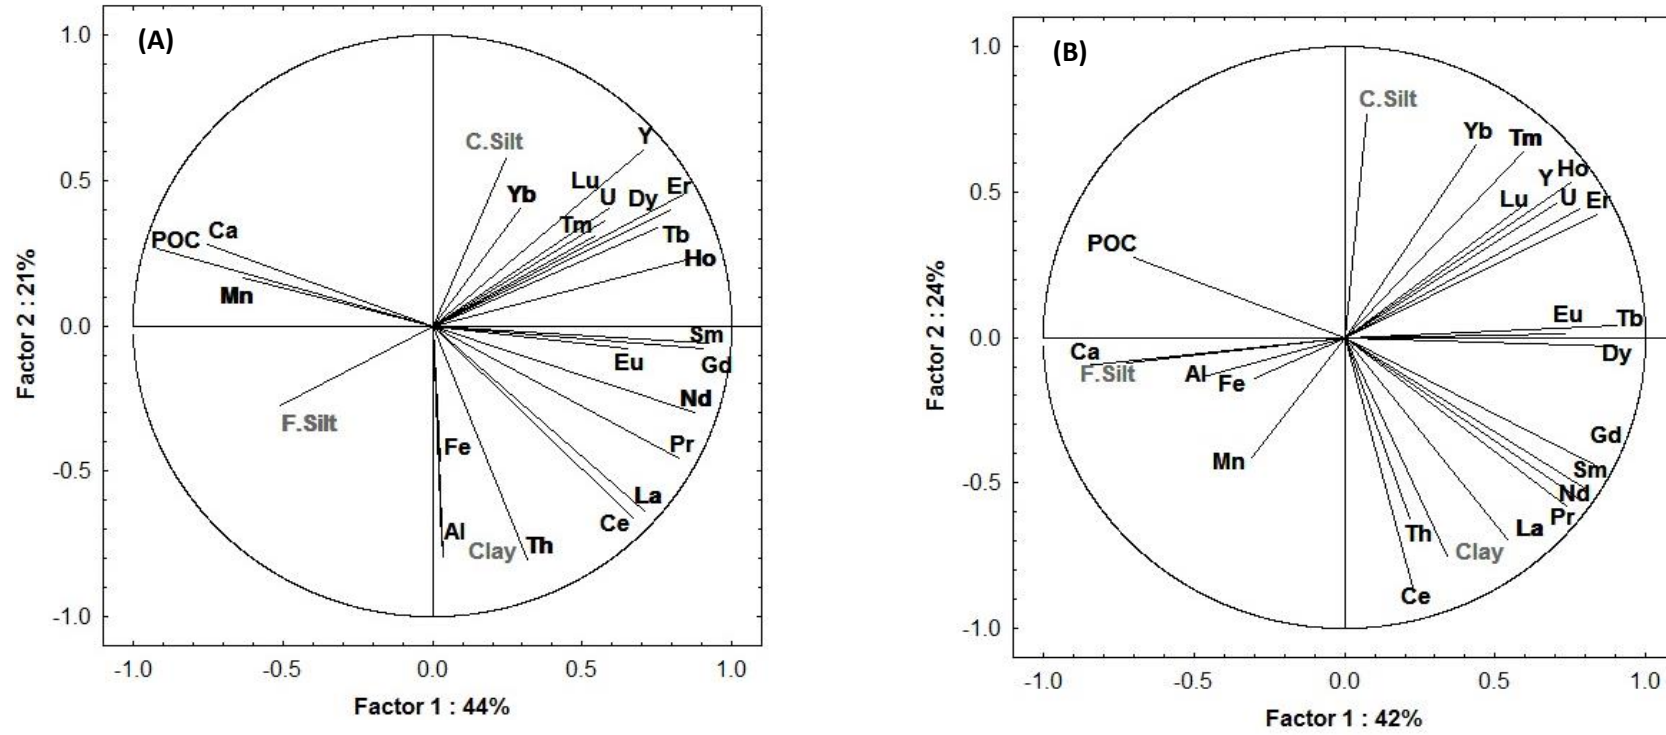 (A)
1.0
0.5
0.0
-0.5
-1.0
Factor 2 : 21%
C.Silt
Y
Yb
Lu
U
Dy
Er
Tm
Tb
Ho
POC
Ca
Mn
Sm
Eu
Gd
Nd
F.Silt
Fe
Pr
La
Ce
Al
Clay
Th
-1.0
-0.5
0.0
0.5
1.0
Factor 1 : 44%
(B)
1.0
0.5
0.0
-0.5
-1.0
Factor 2 : 24%
C.Silt
Yb
Tm
Y
Ho
Lu
U
Er
POC
Eu
Tb
Ca
Dy
F.Silt
Al
Fe
Gd
Mn
Sm
Nd
Pr
Th
La
Clay
Ce
-1.0
-0.5
0.0
0.5
1.0
Factor 1 : 42%